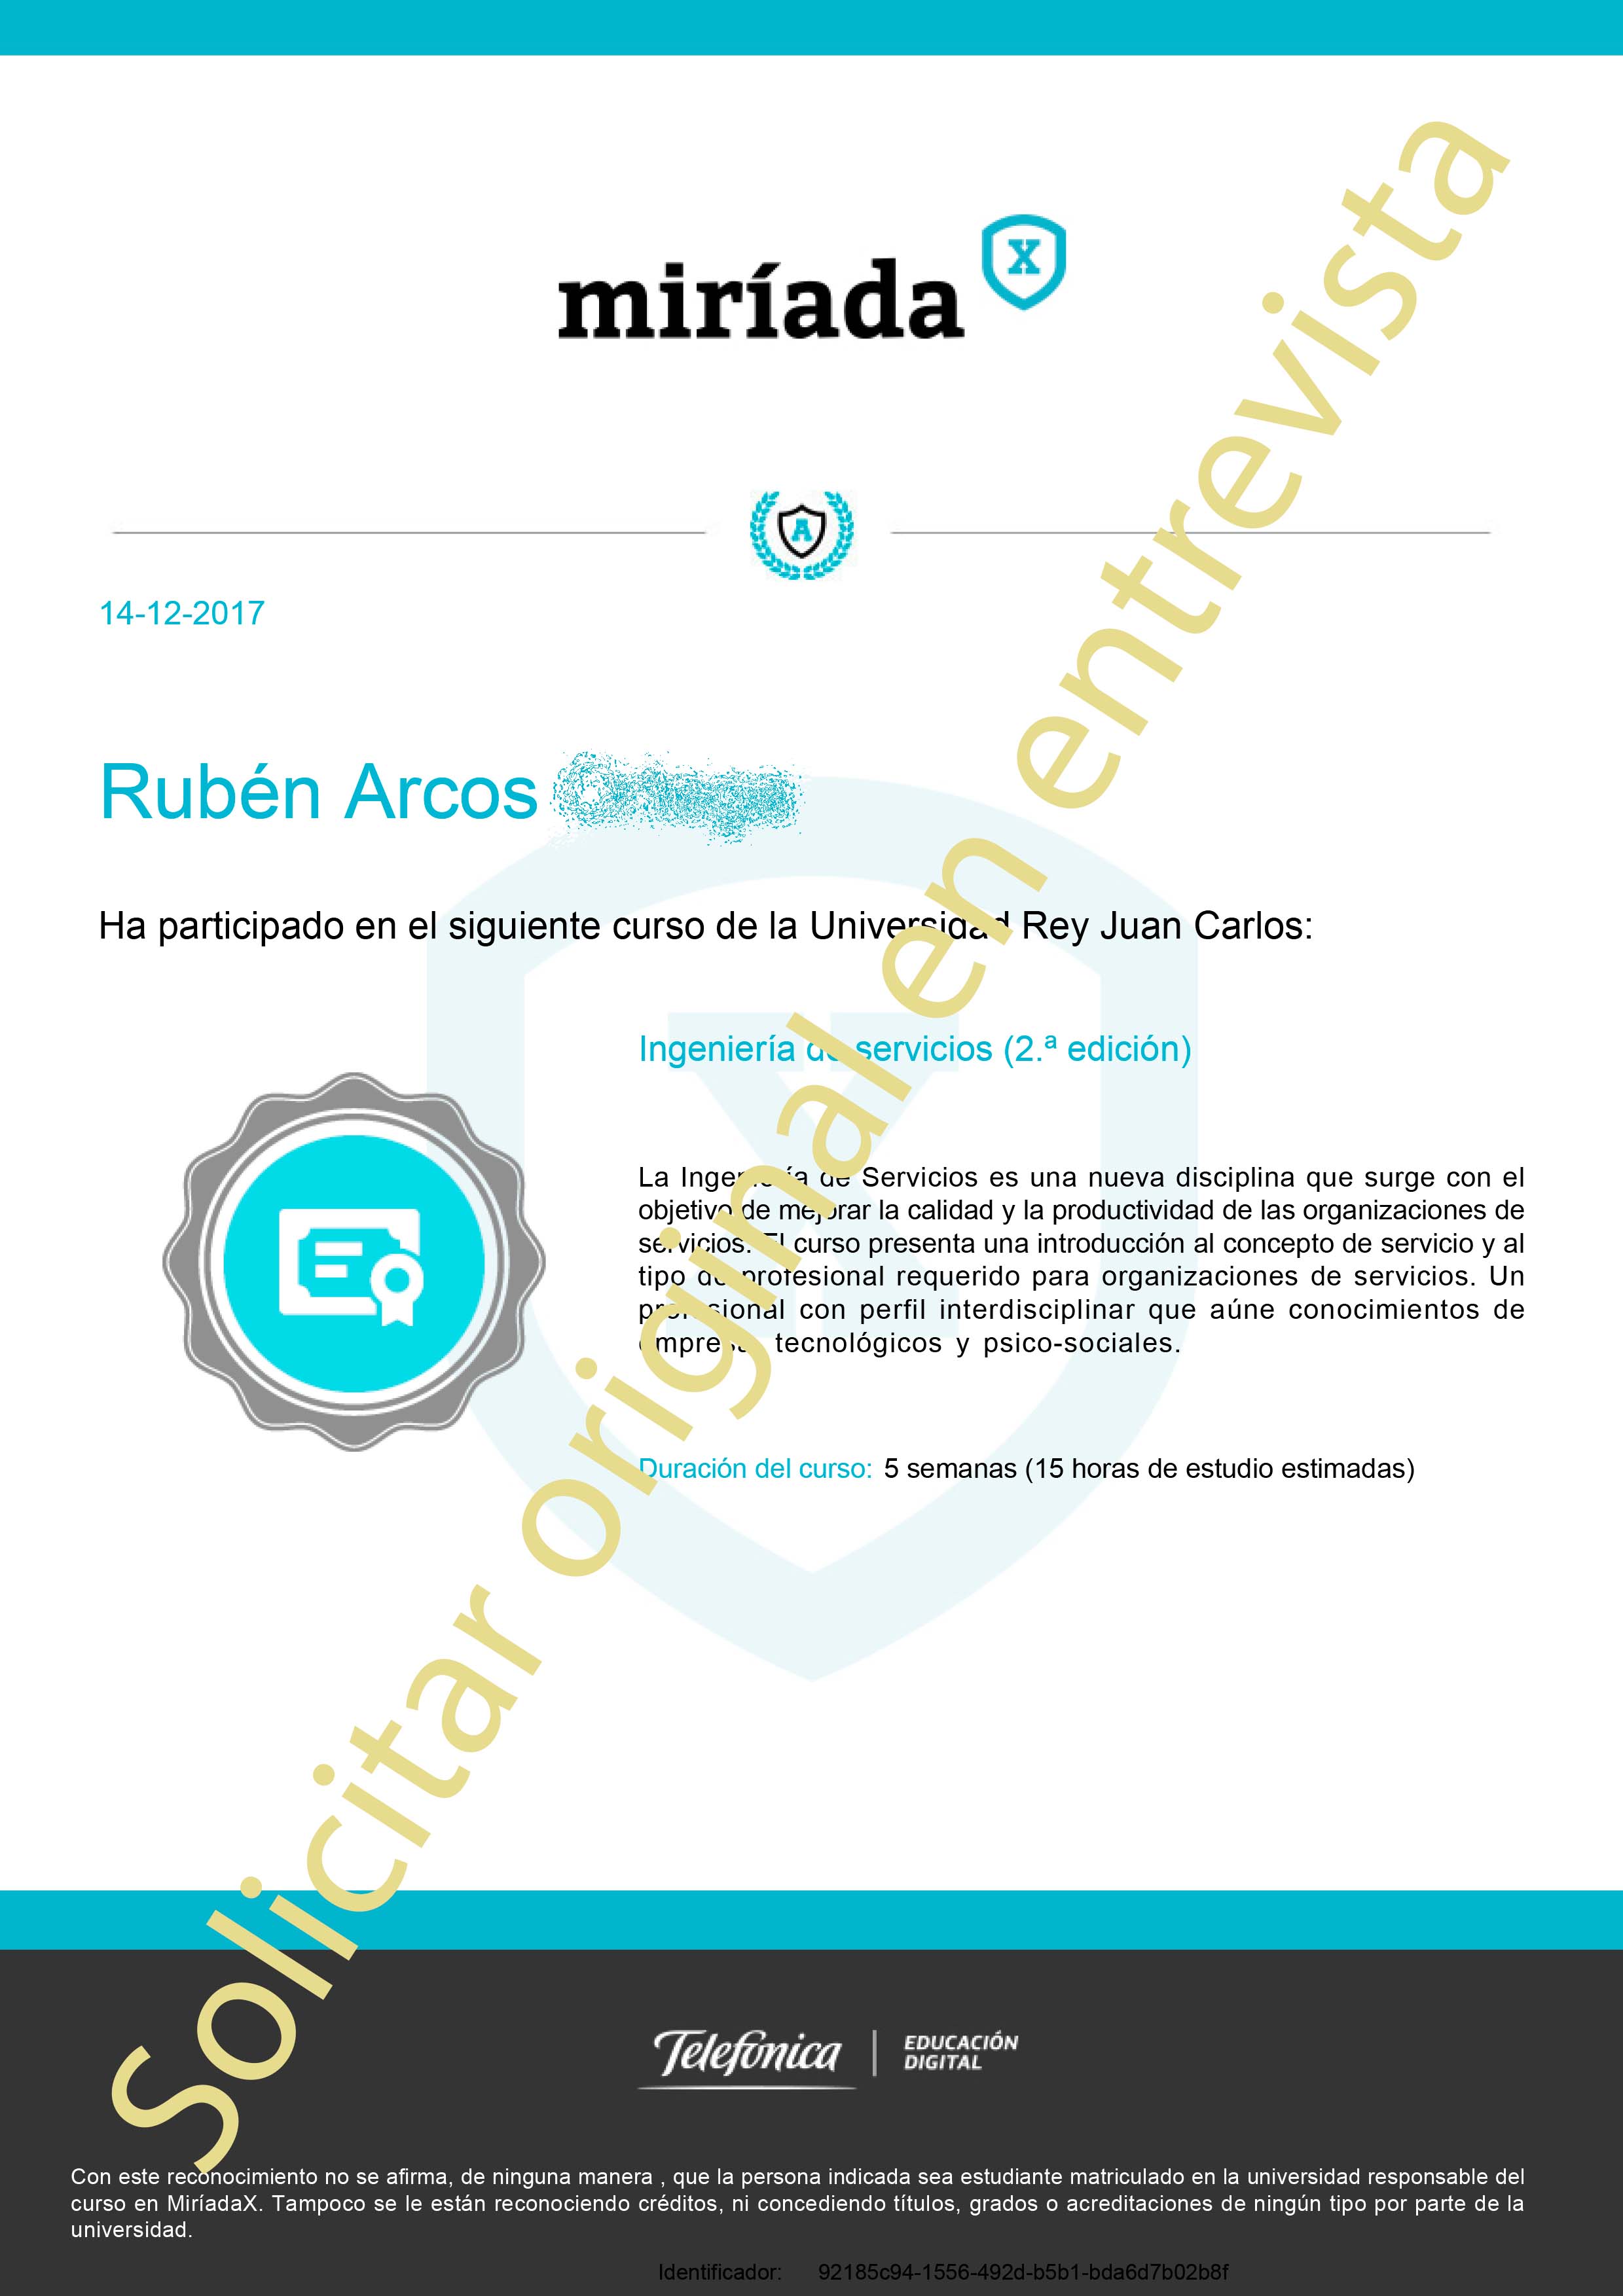 miríada X
A
14-12-2017
Rubén Arcos
Ha participado en el siguiente curso de la Universidad Rey Juan Carlos:
Ingeniería de servicios (2.ª edición)
La Ingeniería de Servicios es una nueva disciplina que surge con el
objetivo de mejorar la calidad y la productividad de las organizaciones de
servicios. El curso presenta una introducción al concepto de servicio y al
tipo de profesional requerido para organizaciones de servicios. Un
profesional con perfil interdisciplinar que aúne conocimientos de
empresa, tecnológicos y psico-sociales.
Duración del curso: 5 semanas (15 horas de estudio estimadas)
Solicitar original en entrevista
Telefónica EDUCACIÓN
DIGITAL
Con este reconocimiento no se afirma, de ninguna manera , que la persona indicada sea estudiante matriculado en la universidad responsable del
curso en MiríadaX. Tampoco se le están reconociendo créditos, ni concediendo títulos, grados o acreditaciones de ningún tipo por parte de la
universidad.
Identificador: 92185c94-1556-492d-b5b1-bda6d7b02b8f